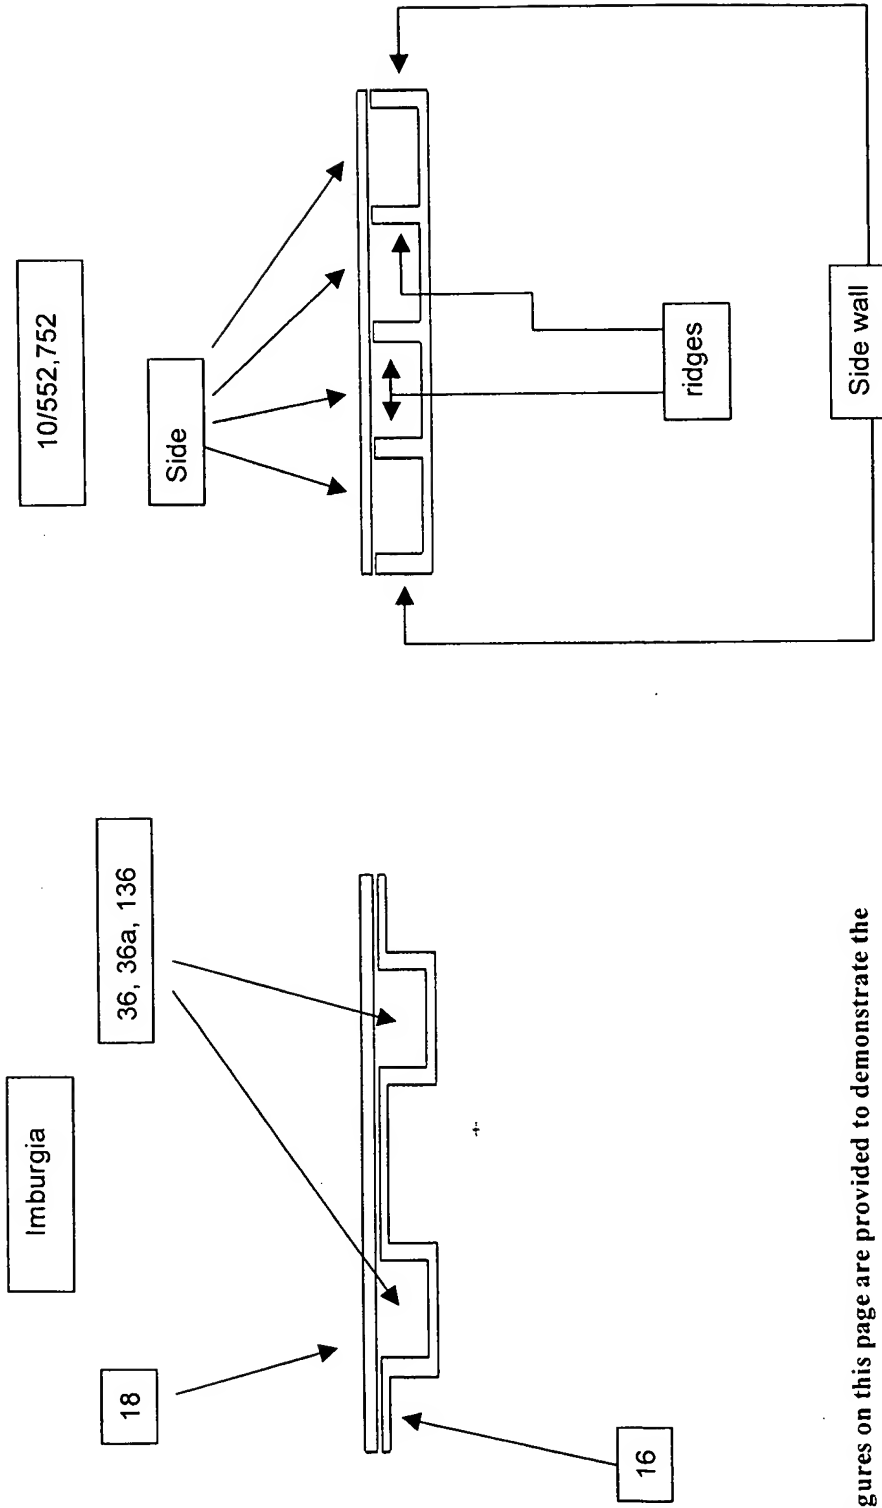 Imburgia
18
36, 36a, 136
16
10/552,752
Side
ridges
Side wall
gures on this page are provided to demonstrate the